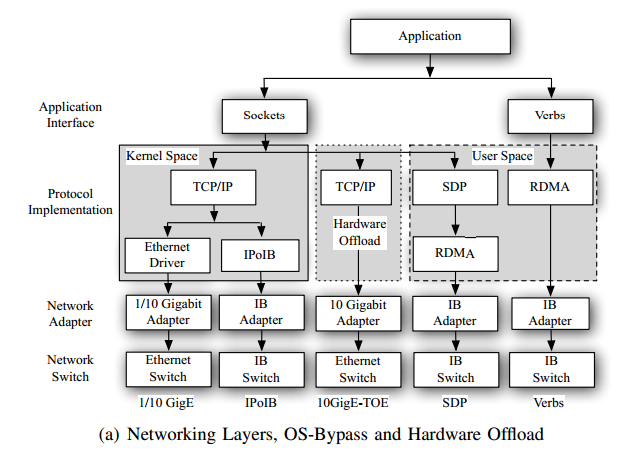 Application
Application
Interface
Sockets
Verbs
Kernel Space
User Space
Protocol
Implementation
TCP/IP
TCP/IP
SDP
RDMA
Hardware
Offload
Ethernet
Driver
IPoIB
RDMA
Network
Adapter
1/10 Gigabit
Adapter
IB
Adapter
10 Gigabit
Adapter
IB
Adapter
IB
Adapter
Network
Switch
Ethernet
Switch
IB
Switch
Ethernet
Switch
IB
Switch
IB
Switch
1/10 GigE
IPoIB
10GigE-TOE
SDP
Verbs
(a) Networking Layers, OS-Bypass and Hardware Offload